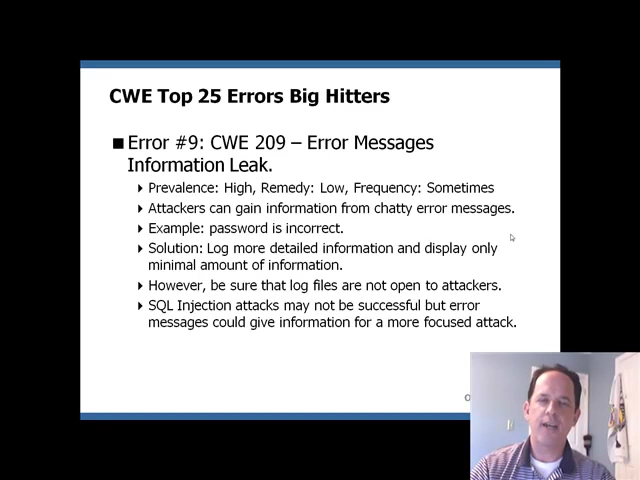 CWE Top 25 Errors Big Hitters
Error #9: CWE 209 – Error Messages
Information Leak.
Prevalence: High, Remedy: Low, Frequency: Sometimes
Attackers can gain information from chatty error messages.
Example: password is incorrect.
Solution: Log more detailed information and display only
minimal amount of information.
However, be sure that log files are not open to attackers.
SQL Injection attacks may not be successful but error
messages could give information for a more focused attack.